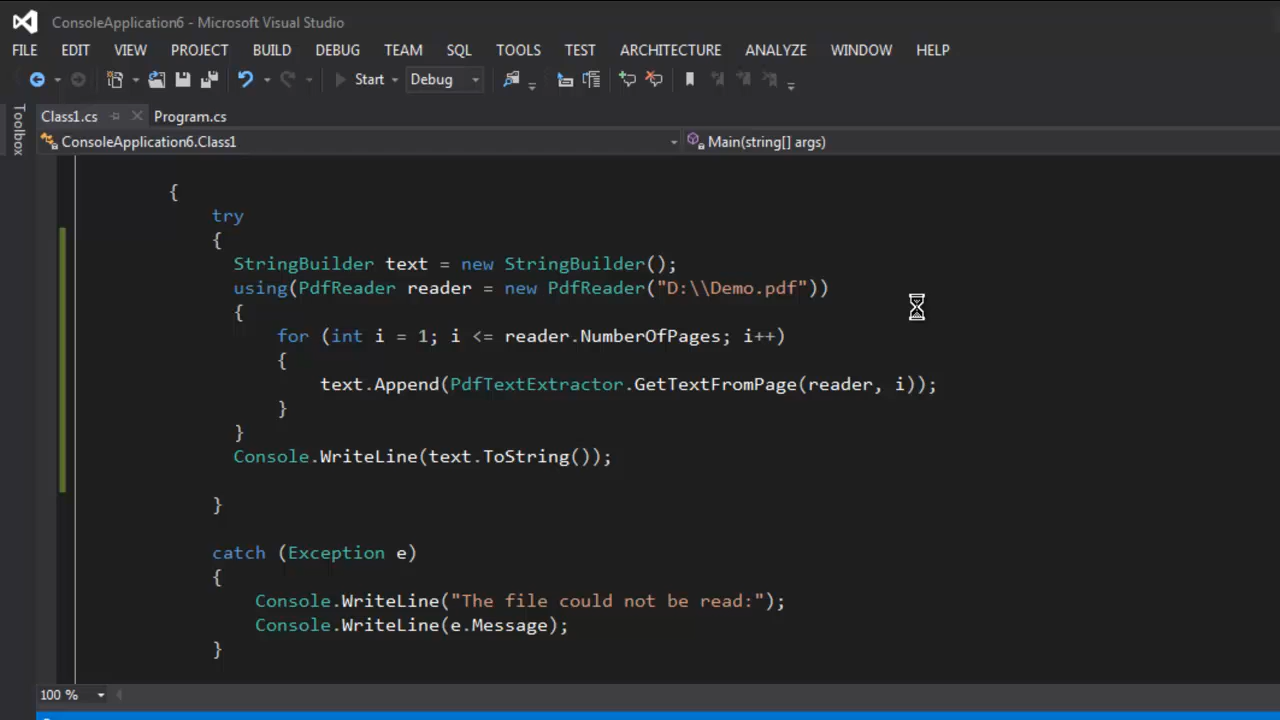 ConsoleApplication6 - Microsoft Visual Studio
FILE EDIT VIEW PROJECT BUILD DEBUG TEAM SQL TOOLS TEST ARCHITECTURE ANALYZE WINDOW HELP
Start Debug
Toolbox
Class1.cs Program.cs
ConsoleApplication6.Class1 Main(string[] args)
{
try
{
StringBuilder text = new StringBuilder();
using(PdfReader reader = new PdfReader("D:\\Demo.pdf"))
{
for (int i = 1; i <= reader.NumberOfPages; i++)
{
text.Append(PdfTextExtractor.GetTextFromPage(reader, i));
}
}
Console.WriteLine(text.ToString());
}
catch (Exception e)
{
Console.WriteLine("The file could not be read:");
Console.WriteLine(e.Message);
}
100 %